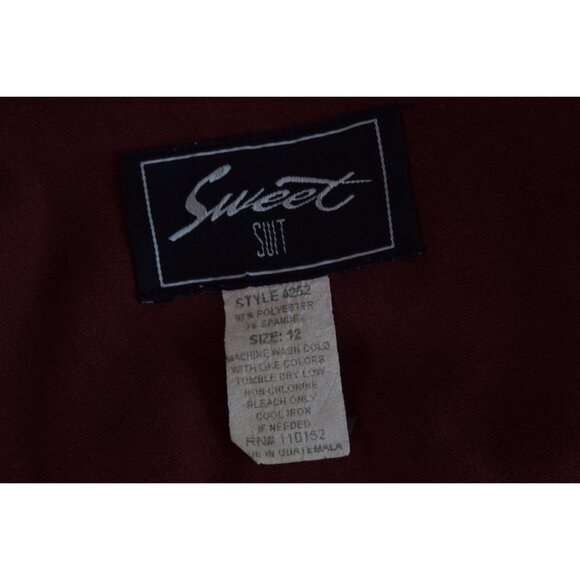 Sweet
SUIT
STYLE 4252
97% POLYESTER
3% SPANDEX
SIZE: 12
MACHINE WASH COLD
WITH LIKE COLORS
TUMBLE DRY LOW
NON-CHLORINE
BLEACH ONLY
COOL IRON
IF NEEDED
RN# 110152
IN GUATEMALA